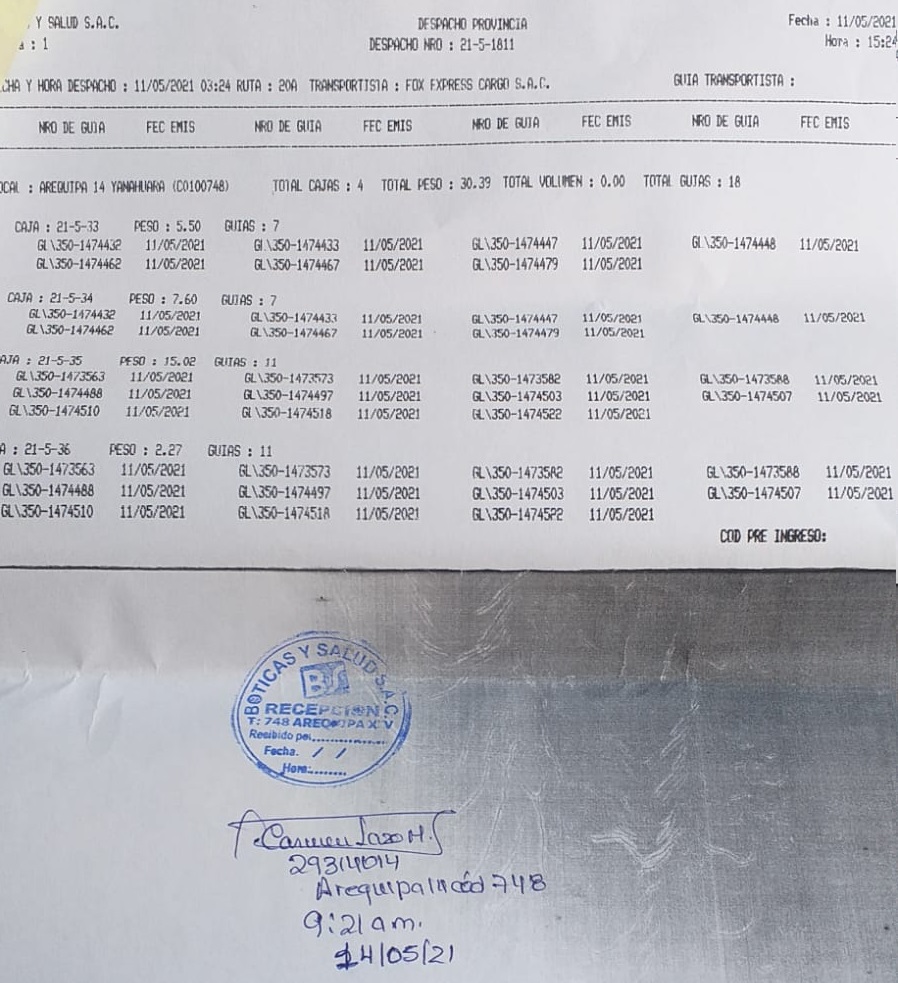 Y SALUD S.A.C. DESPACHO PROVINCIA Fecha : 11/05/2021
: 1 DESPACHO NRO : 21-5-1811 Hora : 15:24
CHA Y HORA DESPACHO : 11/05/2021 03:24 RUTA : 20A TRANSPORTISTA : FOX EXPRESS CARGO S.A.C. GUIA TRANSPORTISTA :
NRO DE GUIA FEC EMIS NRO DE GUIA FEC EMIS NRO DE GUIA FEC EMIS NRO DE GUIA FEC EMIS
OCAL : AREQUIPA 14 YANAHUARA (C0100748) TOTAL CAJAS : 4 TOTAL PESO : 30.39 TOTAL VOLUMEN : 0.00 TOTAL GUIAS : 18
CAJA : 21-5-33 PESO : 5.50 GUIAS : 7
GL\350-1474432 11/05/2021 GL\350-1474433 11/05/2021 GL\350-1474447 11/05/2021 GL\350-1474448 11/05/2021
GL\350-1474462 11/05/2021 GL\350-1474467 11/05/2021 GL\350-1474479 11/05/2021
CAJA : 21-5-34 PESO : 7.60 GUIAS : 7
GL\350-1474432 11/05/2021 GL\350-1474433 11/05/2021 GL\350-1474447 11/05/2021 GL\350-1474448 11/05/2021
GL\350-1474462 11/05/2021 GL\350-1474467 11/05/2021 GL\350-1474479 11/05/2021
AJA : 21-5-35 PESO : 15.02 GUIAS : 11
GL\350-1473563 11/05/2021 GL\350-1473573 11/05/2021 GL\350-1473582 11/05/2021 GL\350-1473588 11/05/2021
GL\350-1474488 11/05/2021 GL\350-1474497 11/05/2021 GL\350-1474503 11/05/2021 GL\350-1474507 11/05/2021
GL\350-1474510 11/05/2021 GL\350-1474518 11/05/2021 GL\350-1474522 11/05/2021
A : 21-5-36 PESO : 2.27 GUIAS : 11
GL\350-1473563 11/05/2021 GL\350-1473573 11/05/2021 GL\350-1473582 11/05/2021 GL\350-1473588 11/05/2021
GL\350-1474488 11/05/2021 GL\350-1474497 11/05/2021 GL\350-1474503 11/05/2021 GL\350-1474507 11/05/2021
GL\350-1474510 11/05/2021 GL\350-1474518 11/05/2021 GL\350-1474522 11/05/2021
COD PRE INGRESO:
BOTICAS Y SALUD S.A.C.
BS
RECEPCION
T: 748 AREQUIPA XIV
Recibido por
Fecha. / /
Hora:
Carmen Lazo H.
29314014
Arequipa cód 748
9:21 am.
14/05/21